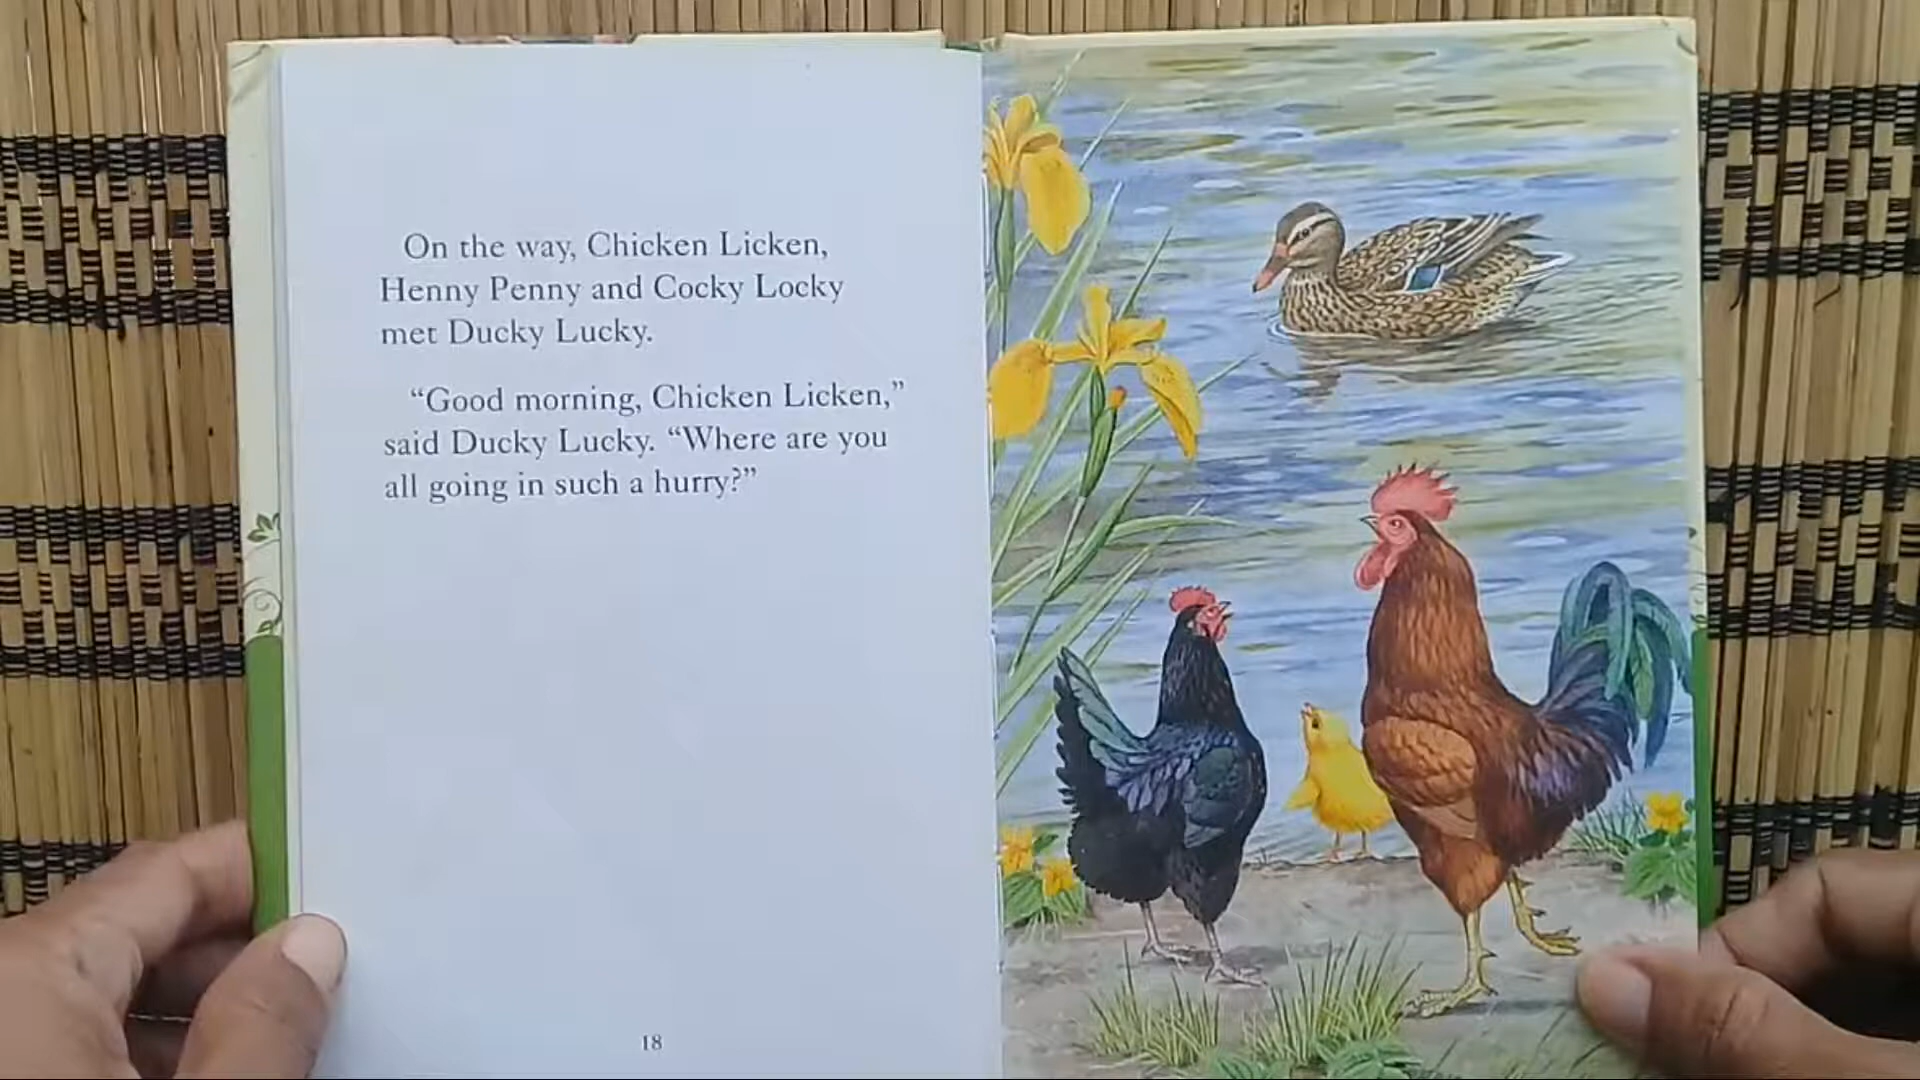 On the way, Chicken Licken,
Henny Penny and Cocky Locky
met Ducky Lucky.
“Good morning, Chicken Licken,”
said Ducky Lucky. “Where are you
all going in such a hurry?”
18